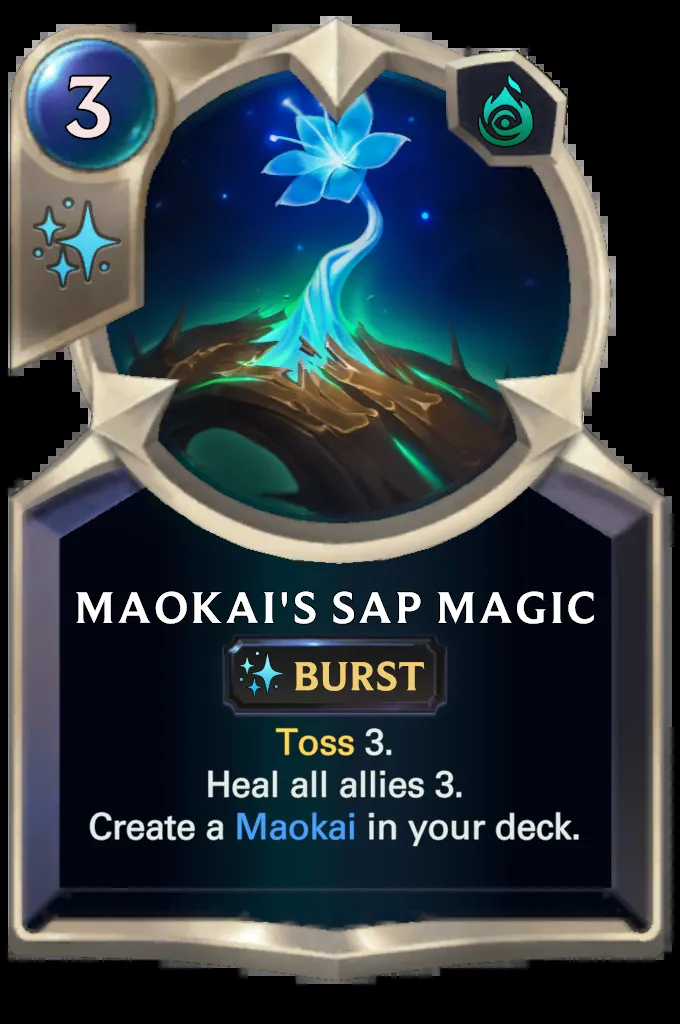 3
MAOKAI'S SAP MAGIC
BURST
Toss 3.
Heal all allies 3.
Create a Maokai in your deck.